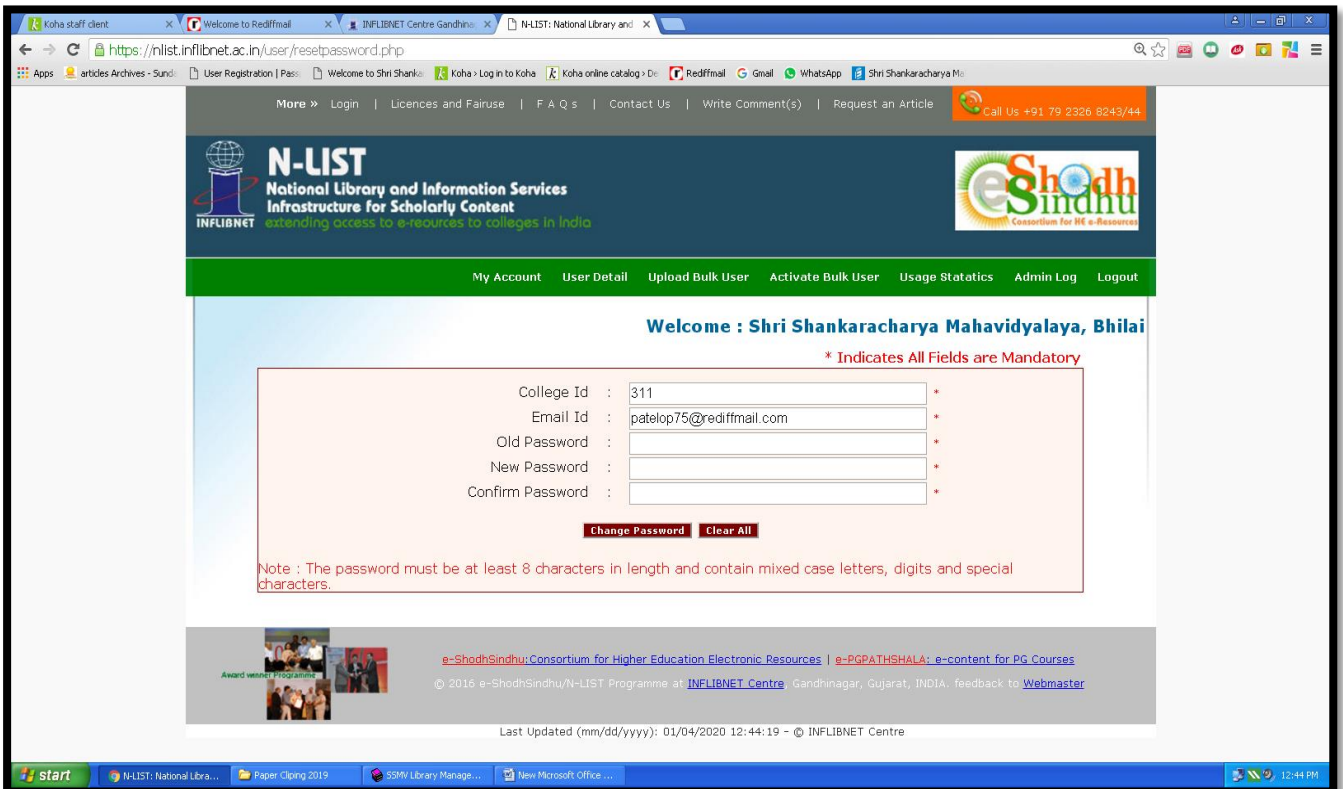 Koha staff client
Welcome to Rediffmail
INFLIBNET Centre Gandhina
N-LIST: National Library and
https://nlist.inflibnet.ac.in/user/resetpassword.php
Apps
articles Archives - Sund
User Registration | Pass
Welcome to Shri Shanka
Koha › Log in to Koha
Koha online catalog › De
Rediffmail
Gmail
WhatsApp
Shri Shankaracharya Ma
More » Login | Licences and Fairuse | F A Q s | Contact Us | Write Comment(s) | Request an Article
Call Us +91 79 2326 8243/44
INFLIBNET
N-LIST
National Library and Information Services
Infrastructure for Scholarly Content
extending access to e-reources to colleges in India
eShodh
Sindhu
Consortium for HE e-Resources
My Account User Detail Upload Bulk User Activate Bulk User Usage Statatics Admin Log Logout
Welcome : Shri Shankaracharya Mahavidyalaya, Bhilai
* Indicates All Fields are Mandatory
College Id : 311 *
Email Id : patelop75@rediffmail.com *
Old Password : *
New Password : *
Confirm Password : *
Change Password Clear All
Note : The password must be at least 8 characters in length and contain mixed case letters, digits and special
characters.
Award winner Programme
e-ShodhSindhu:Consortium for Higher Education Electronic Resources | e-PGPATHSHALA: e-content for PG Courses
© 2016 e-ShodhSindhu/N-LIST Programme at INFLIBNET Centre, Gandhinagar, Gujarat, INDIA. feedback to Webmaster
Last Updated (mm/dd/yyyy): 01/04/2020 12:44:19 - © INFLIBNET Centre
start
N-LIST: National Libra...
Paper Cliping 2019
SSMV Library Manage...
New Microsoft Office ...
12:44 PM